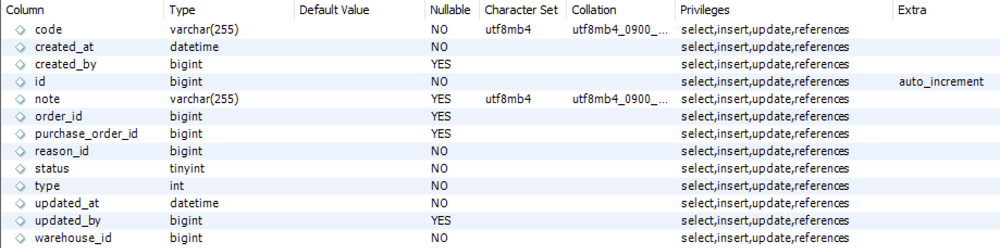 Column Type Default Value Nullable Character Set Collation Privileges Extra
code varchar(255) NO utf8mb4 utf8mb4_0900_... select,insert,update,references
created_at datetime NO select,insert,update,references
created_by bigint YES select,insert,update,references
id bigint NO select,insert,update,references auto_increment
note varchar(255) YES utf8mb4 utf8mb4_0900_... select,insert,update,references
order_id bigint YES select,insert,update,references
purchase_order_id bigint YES select,insert,update,references
reason_id bigint NO select,insert,update,references
status tinyint NO select,insert,update,references
type int NO select,insert,update,references
updated_at datetime NO select,insert,update,references
updated_by bigint YES select,insert,update,references
warehouse_id bigint NO select,insert,update,references